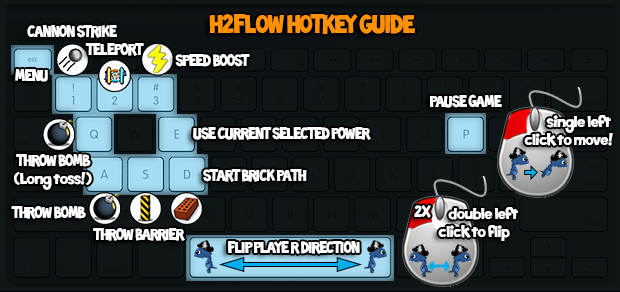 H2FLOW HOTKEY GUIDE
CANNON STRIKE
TELEPORT
SPEED BOOST
esc
MENU
!
1
@
2
#
3
PAUSE GAME
P
single left
click to move!
Q
E
USE CURRENT SELECTED POWER
THROW BOMB
(Long toss!)
A
S
D
START BRICK PATH
THROW BOMB
THROW BARRIER
2X
double left
click to flip
FLIP PLAYE R DIRECTION